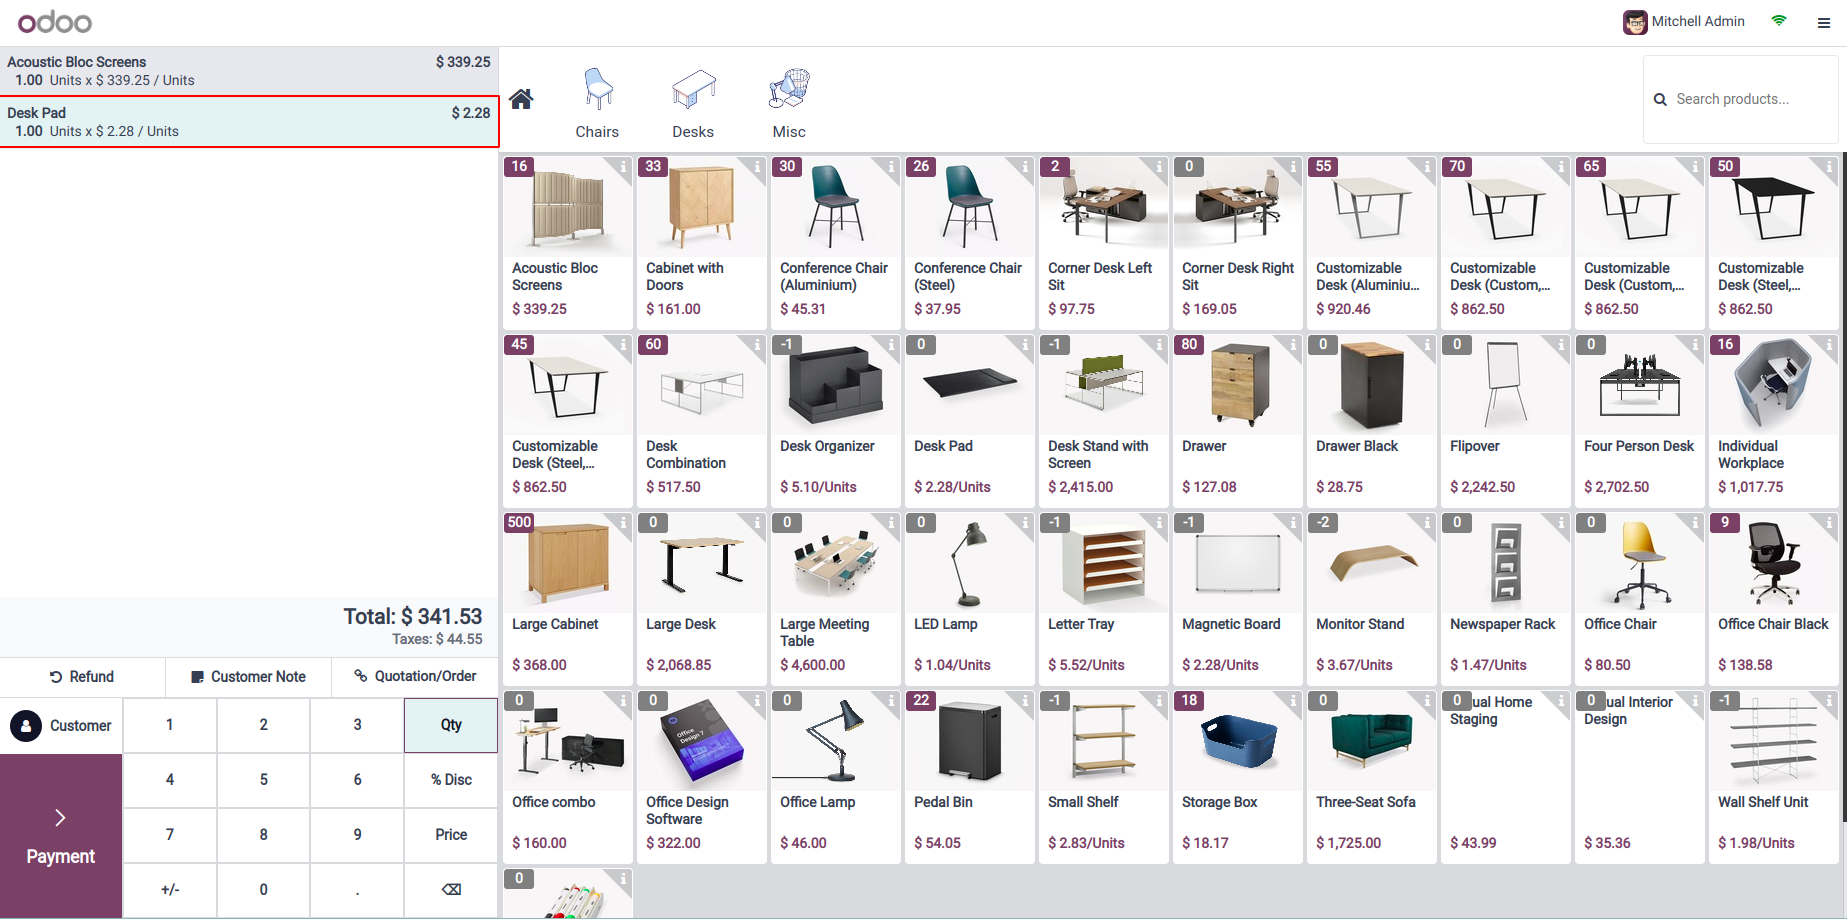 odoo
Mitchell Admin
Acoustic Bloc Screens $ 339.25
1.00 Units x $ 339.25 / Units
Desk Pad $ 2.28
1.00 Units x $ 2.28 / Units
Total: $ 341.53
Taxes: $ 44.55
Refund Customer Note Quotation/Order
Customer 1 2 3 Qty
4 5 6 % Disc
7 8 9 Price
Payment
+/- 0 . ⌫
Chairs Desks Misc
Search products...
16 33 30 26 2 0 55 70 65 50
Acoustic Bloc
Screens
$ 339.25
Cabinet with
Doors
$ 161.00
Conference Chair
(Aluminium)
$ 45.31
Conference Chair
(Steel)
$ 37.95
Corner Desk Left
Sit
$ 97.75
Corner Desk Right
Sit
$ 169.05
Customizable
Desk (Aluminiu...
$ 920.46
Customizable
Desk (Custom,...
$ 862.50
Customizable
Desk (Custom,...
$ 862.50
Customizable
Desk (Steel,...
$ 862.50
45 60 -1 0 -1 80 0 0 0 16
Customizable
Desk (Steel,...
$ 862.50
Desk
Combination
$ 517.50
Desk Organizer
$ 5.10/Units
Desk Pad
$ 2.28/Units
Desk Stand with
Screen
$ 2,415.00
Drawer
$ 127.08
Drawer Black
$ 28.75
Flipover
$ 2,242.50
Four Person Desk
$ 2,702.50
Individual
Workplace
$ 1,017.75
500 0 0 0 -1 -1 -2 0 0 9
Large Cabinet
$ 368.00
Large Desk
$ 2,068.85
Large Meeting
Table
$ 4,600.00
LED Lamp
$ 1.04/Units
Letter Tray
$ 5.52/Units
Magnetic Board
$ 2.28/Units
Monitor Stand
$ 3.67/Units
Newspaper Rack
$ 1.47/Units
Office Chair
$ 80.50
Office Chair Black
$ 138.58
0 0 0 22 -1 18 0 0 0 -1
Office combo
$ 160.00
Office Design 7
Office Design
Software
$ 322.00
Office Lamp
$ 46.00
Pedal Bin
$ 54.05
Small Shelf
$ 2.83/Units
Storage Box
$ 18.17
Three-Seat Sofa
$ 1,725.00
ual Home
Staging
$ 43.99
ual Interior
Design
$ 35.36
Wall Shelf Unit
$ 1.98/Units
0